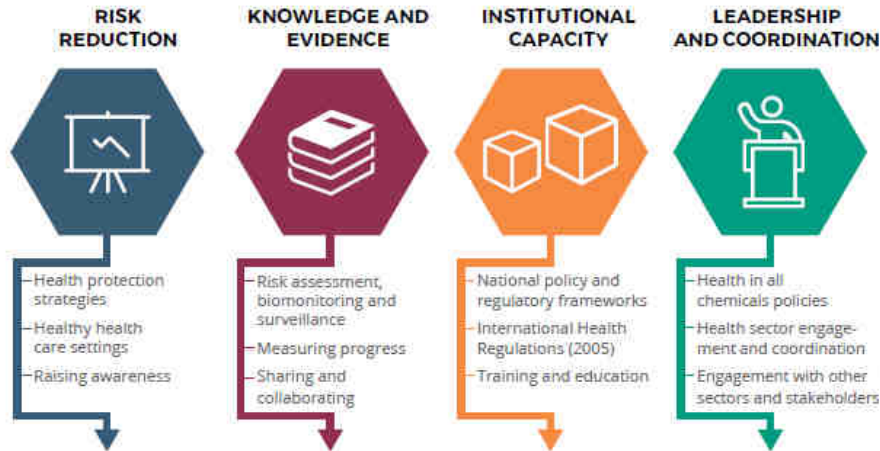 RISK
REDUCTION
Health protection
strategies
Healthy health
care settings
Raising awareness
KNOWLEDGE AND
EVIDENCE
Risk assessment,
biomonitoring and
surveillance
Measuring progress
Sharing and
collaborating
INSTITUTIONAL
CAPACITY
National policy and
regulatory frameworks
International Health
Regulations (2005)
Training and education
LEADERSHIP
AND COORDINATION
Health in all
chemicals policies
Health sector engage-
ment and coordination
Engagement with other
sectors and stakeholders